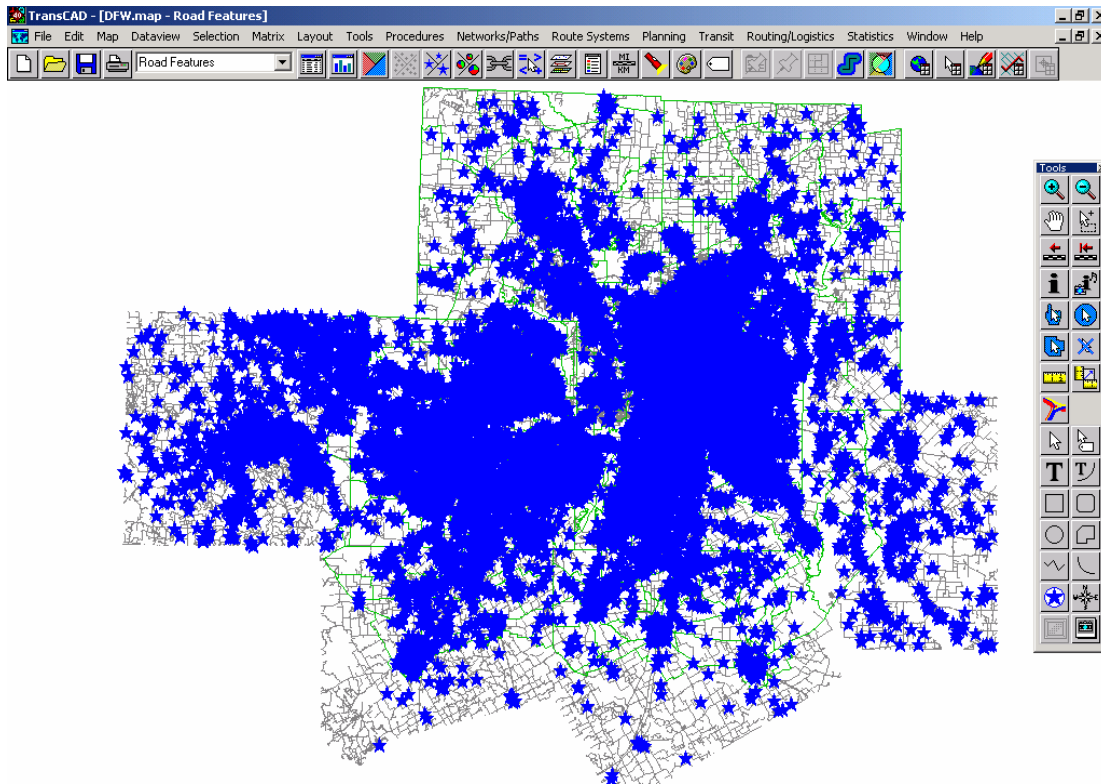 TransCAD - [DFW.map - Road Features]
File Edit Map Dataview Selection Matrix Layout Tools Procedures Networks/Paths Route Systems Planning Transit Routing/Logistics Statistics Window Help
Road Features
MI
KM
Tools
T T